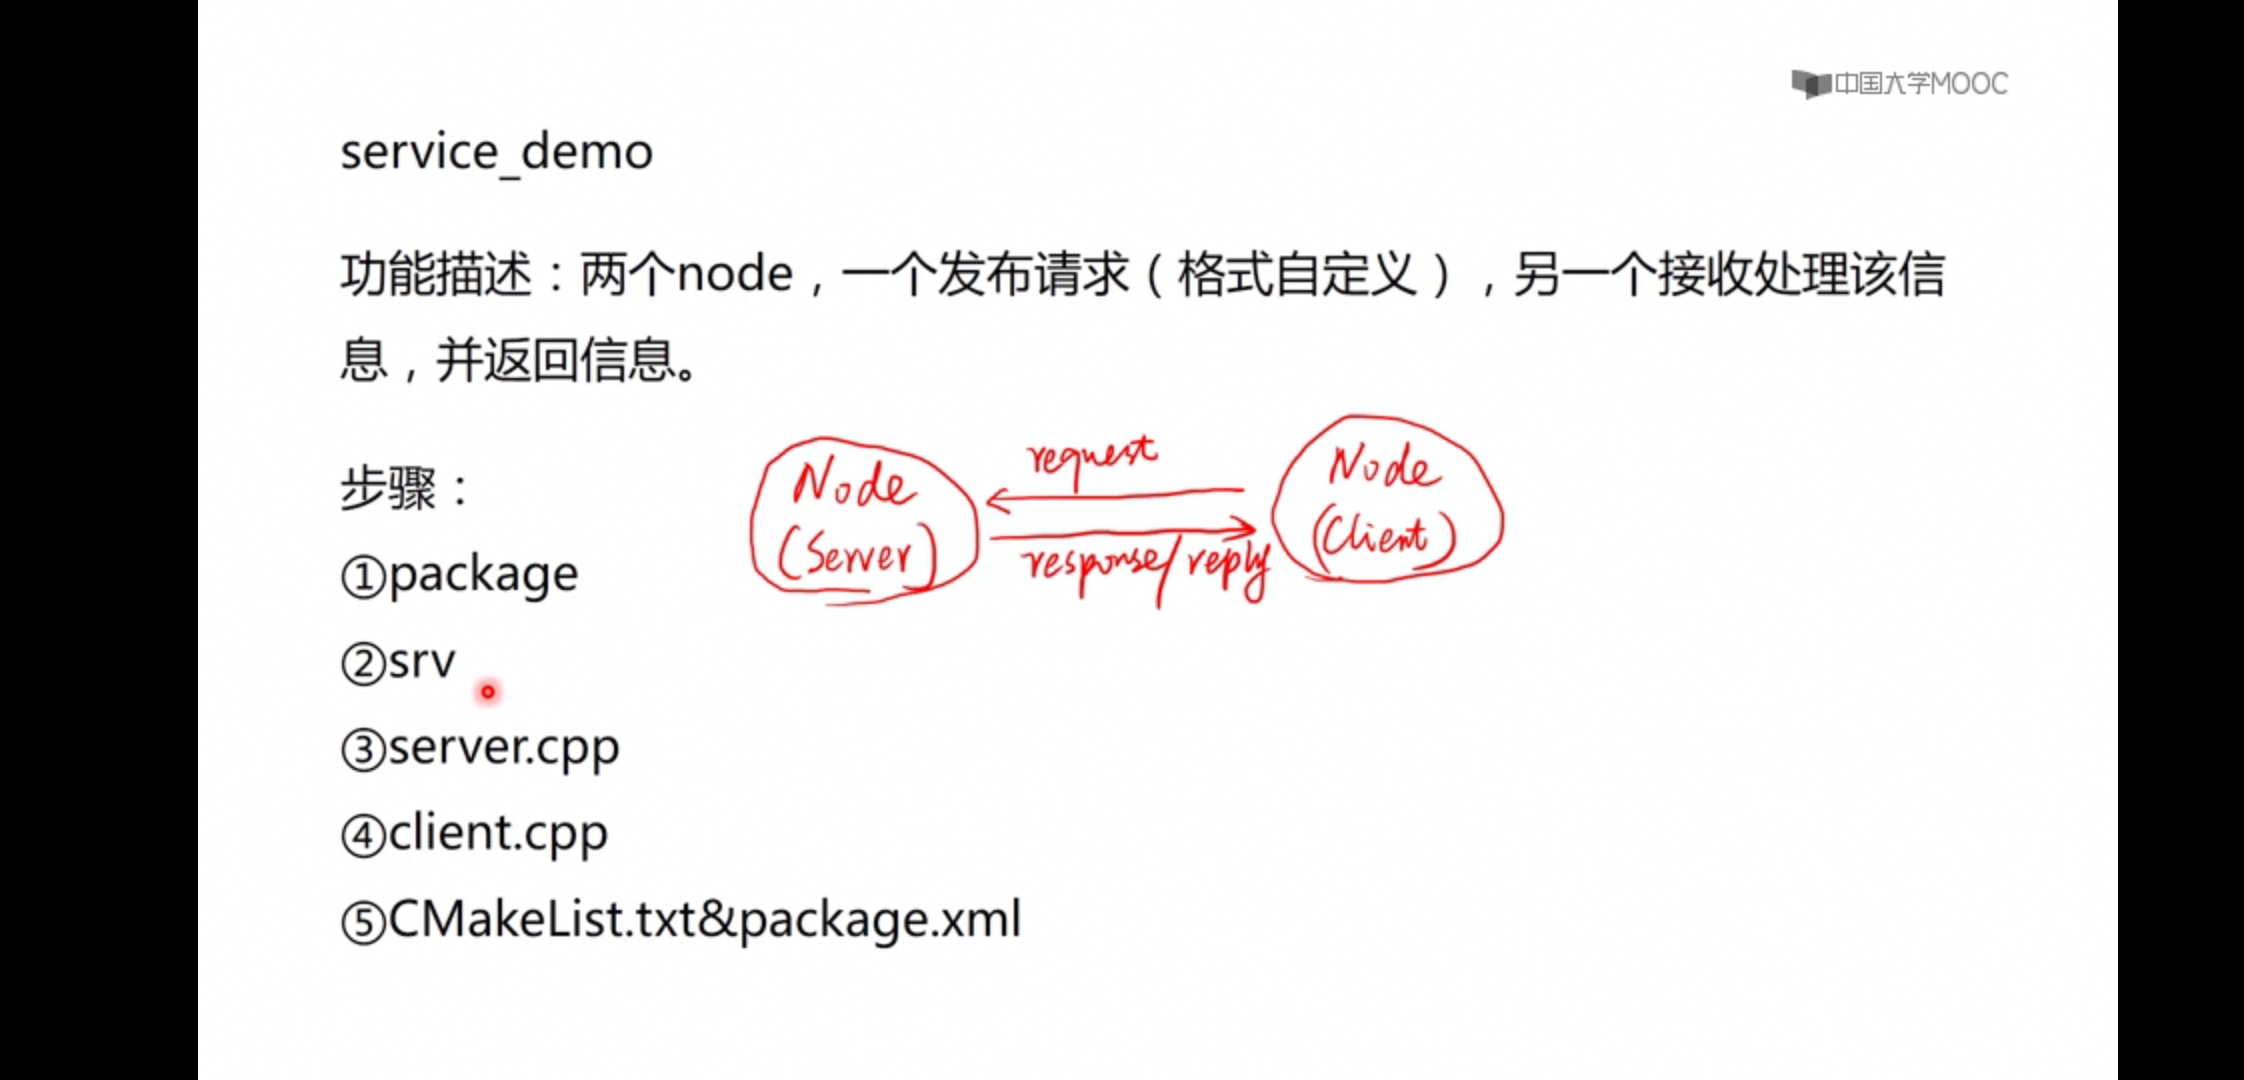 中国大学MOOC
service_demo
功能描述：两个node，一个发布请求（格式自定义），另一个接收处理该信
息，并返回信息。
步骤：
①package
②srv
③server.cpp
④client.cpp
⑤CMakeList.txt&package.xml
Node
(Server)
request
response/reply
Node
(Client)